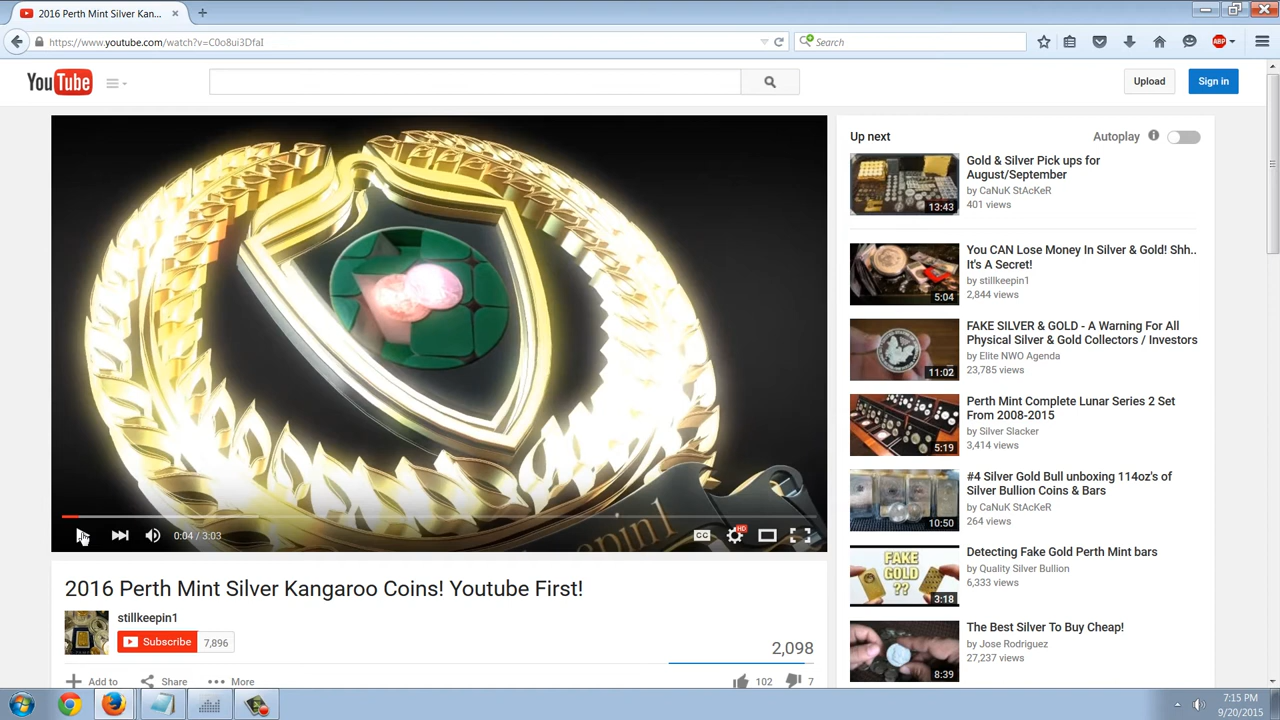 2016 Perth Mint Silver Kan...
https://www.youtube.com/watch?v=C0o8ui3DfaI
Search
ABP
YouTube
Upload
Sign in
Up next
Autoplay
Gold & Silver Pick ups for
August/September
by CaNuK StAcKeR
401 views
13:43
You CAN Lose Money In Silver & Gold! Shh..
It's A Secret!
by stillkeepin1
2,844 views
5:04
FAKE SILVER & GOLD - A Warning For All
Physical Silver & Gold Collectors / Investors
by Elite NWO Agenda
23,785 views
11:02
Perth Mint Complete Lunar Series 2 Set
From 2008-2015
by Silver Slacker
3,414 views
5:19
#4 Silver Gold Bull unboxing 114oz's of
Silver Bullion Coins & Bars
by CaNuK StAcKeR
264 views
10:50
Detecting Fake Gold Perth Mint bars
by Quality Silver Bullion
6,333 views
FAKE
GOLD
??
3:18
The Best Silver To Buy Cheap!
by Jose Rodriguez
27,237 views
8:39
0:04 / 3:03
CC
HD
2016 Perth Mint Silver Kangaroo Coins! Youtube First!
stillkeepin1
Subscribe
7,896
2,098
Add to
Share
More
102
7
7:15 PM
9/20/2015